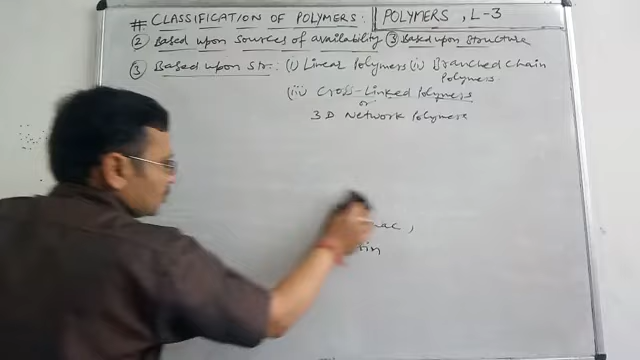 # CLASSIFICATION OF POLYMERS: POLYMERS, L-3
② Based upon sources of availability ③ Based upon structure
③ Based upon str:- (i) Linear Polymers (ii) Branched chain
Polymers.
(iii) Cross-Linked Polymers
or
3D Network Polymers